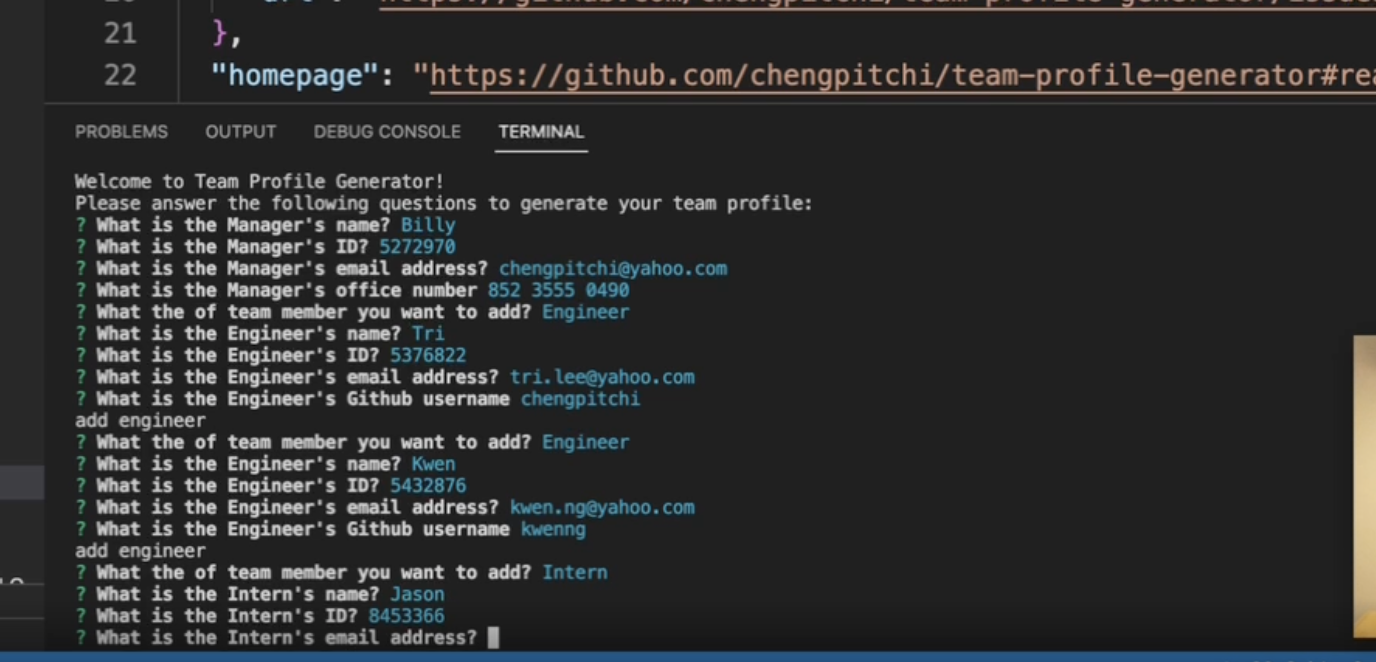 21 },
22 "homepage": "https://github.com/chengpitchi/team-profile-generator#rea
PROBLEMS OUTPUT DEBUG CONSOLE TERMINAL
Welcome to Team Profile Generator!
Please answer the following questions to generate your team profile:
? What is the Manager's name? Billy
? What is the Manager's ID? 5272970
? What is the Manager's email address? chengpitchi@yahoo.com
? What is the Manager's office number 852 3555 0490
? What the of team member you want to add? Engineer
? What is the Engineer's name? Tri
? What is the Engineer's ID? 5376822
? What is the Engineer's email address? tri.lee@yahoo.com
? What is the Engineer's Github username chengpitchi
add engineer
? What the of team member you want to add? Engineer
? What is the Engineer's name? Kwen
? What is the Engineer's ID? 5432876
? What is the Engineer's email address? kwen.ng@yahoo.com
? What is the Engineer's Github username kwenng
add engineer
? What the of team member you want to add? Intern
? What is the Intern's name? Jason
? What is the Intern's ID? 8453366
? What is the Intern's email address?